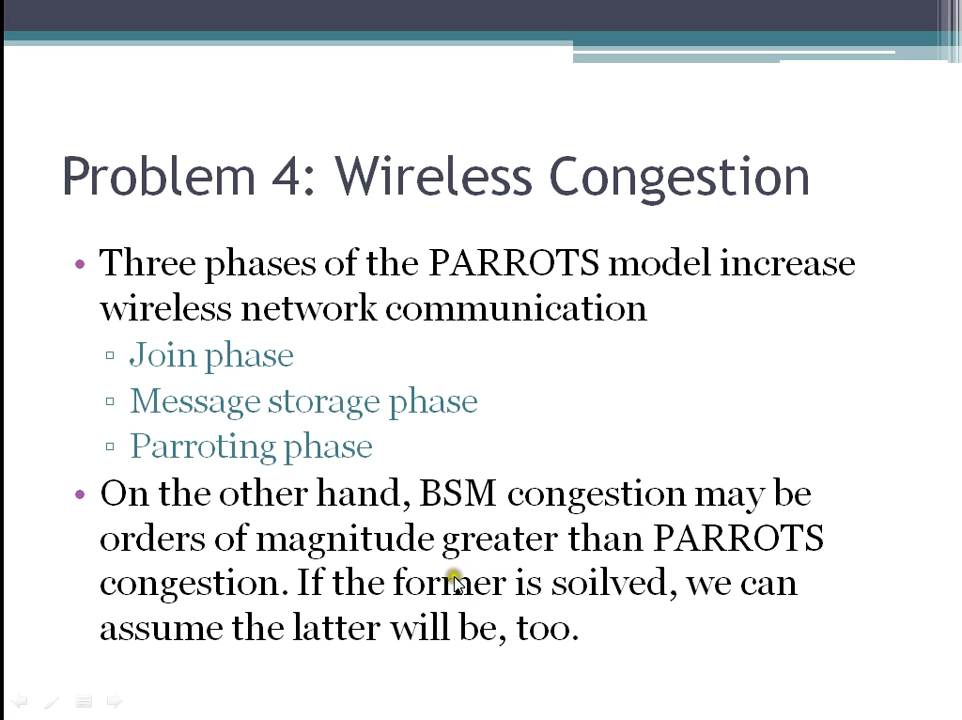 Problem 4: Wireless Congestion
• Three phases of the PARROTS model increase
wireless network communication
▫ Join phase
▫ Message storage phase
▫ Parroting phase
• On the other hand, BSM congestion may be
orders of magnitude greater than PARROTS
congestion. If the former is soilved, we can
assume the latter will be, too.